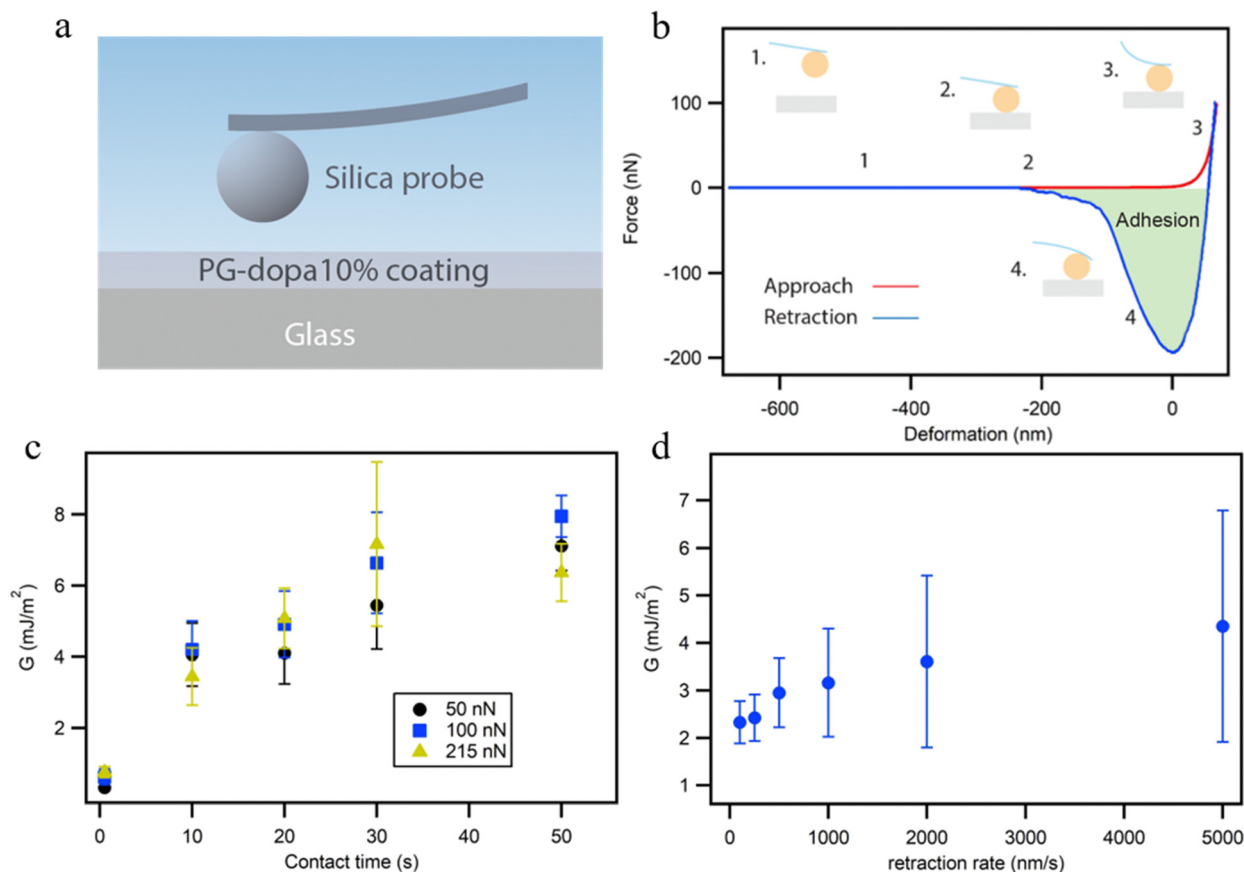 a
Silica probe
PG-dopa10% coating
Glass
b
1.
2.
3.
100
3
1
2
0
Force (nN)
Adhesion
-100
4.
Approach
Retraction
4
-200
-600
-400
-200
0
Deformation (nm)
c
8
6
G (mJ/m²)
4
2
50 nN
100 nN
215 nN
0
10
20
30
40
50
Contact time (s)
d
7
6
5
G (mJ/m²)
4
3
2
1
0
1000
2000
3000
4000
5000
retraction rate (nm/s)